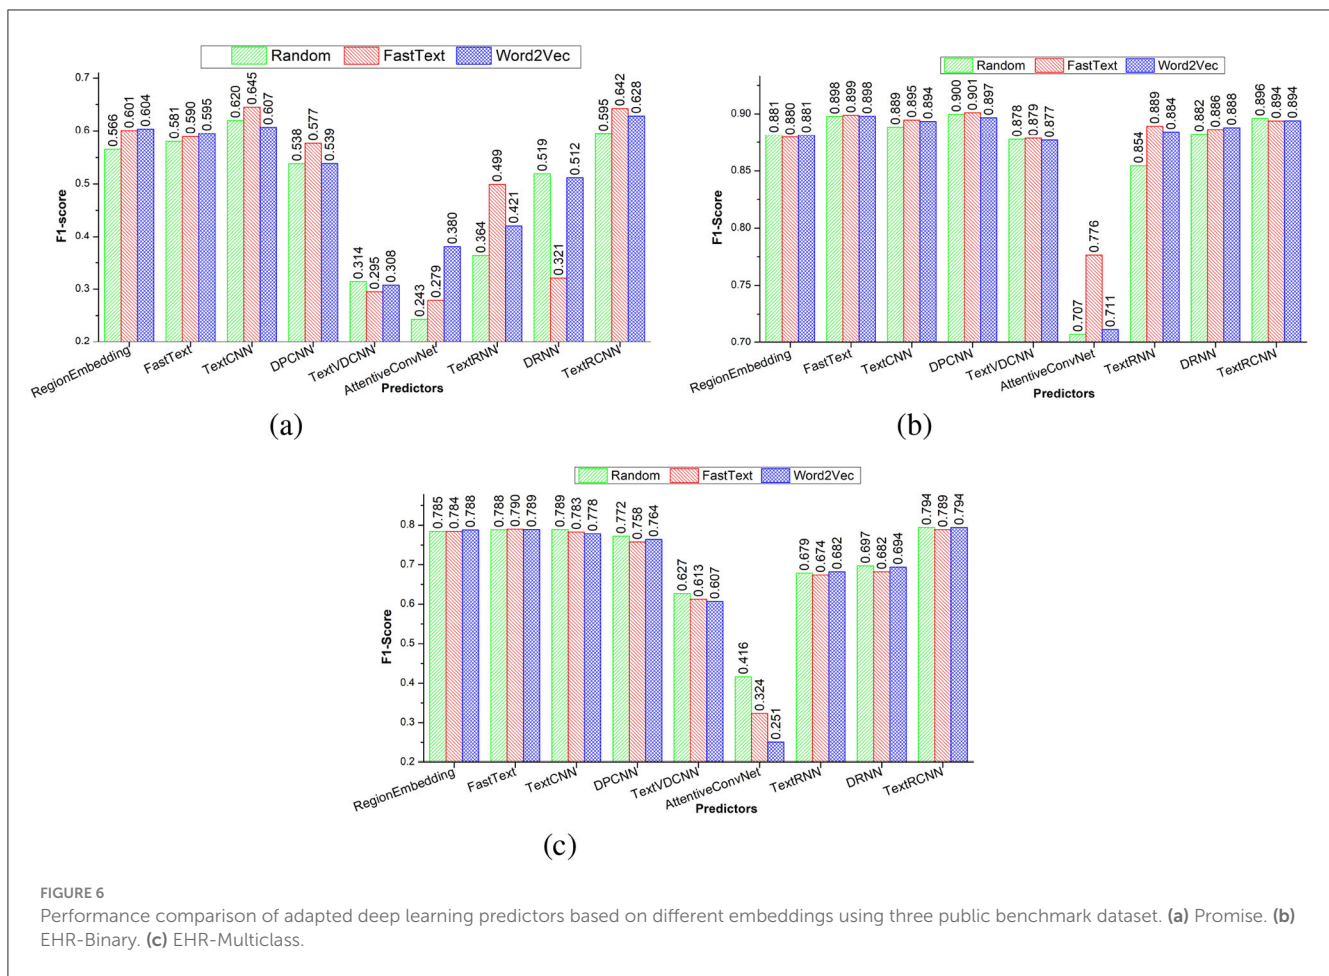 Random FastText Word2Vec
0.7
0.6
0.5
0.4
0.3
0.2
F1-score
0.566 0.601 0.604
0.581 0.590 0.595
0.620 0.645 0.607
0.538 0.577 0.539
0.314 0.295 0.308
0.243 0.279 0.380
0.364 0.499 0.421
0.519 0.321 0.512
0.595 0.642 0.628
RegionEmbedding FastText TextCNN DPCNN TextVDCNN AttentiveConvNet TextRNN DRNN TextRCNN
Predictors
(a)
Random FastText Word2Vec
0.90
0.85
0.80
0.75
0.70
F1-Score
0.881 0.880 0.881
0.898 0.899 0.898
0.889 0.895 0.894
0.900 0.901 0.897
0.878 0.879 0.877
0.707 0.776 0.711
0.854 0.889 0.884
0.882 0.886 0.888
0.896 0.894 0.894
RegionEmbedding FastText TextCNN DPCNN TextVDCNN AttentiveConvNet TextRNN DRNN TextRCNN
Predictors
(b)
Random FastText Word2Vec
0.8
0.7
0.6
0.5
0.4
0.3
0.2
F1-Score
0.785 0.784 0.788
0.788 0.790 0.789
0.789 0.783 0.778
0.772 0.758 0.764
0.627 0.613 0.607
0.416 0.324 0.251
0.679 0.674 0.682
0.697 0.682 0.694
0.794 0.789 0.794
RegionEmbedding FastText TextCNN DPCNN TextVDCNN AttentiveConvNet TextRNN DRNN TextRCNN
Predictors
(c)
FIGURE 6
Performance comparison of adapted deep learning predictors based on different embeddings using three public benchmark dataset. (a) Promise. (b)
EHR-Binary. (c) EHR-Multiclass.